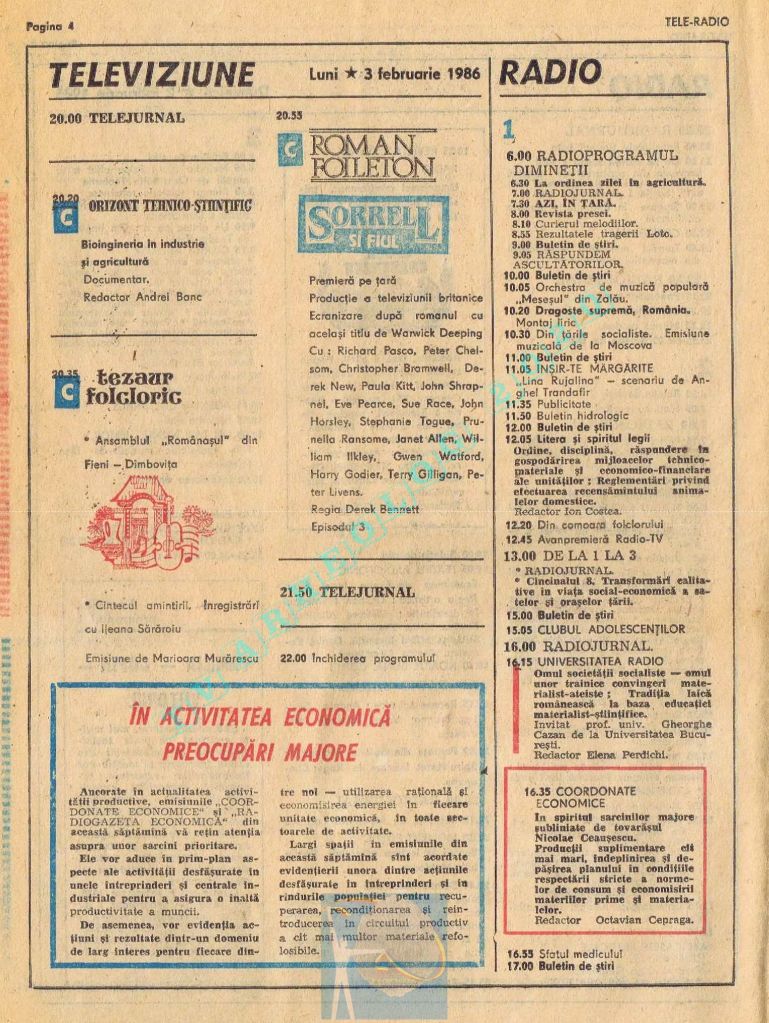 Pagina 4
TELE-RADIO
TELEVIZIUNE
Luni ★ 3 februarie 1986
20.00 TELEJURNAL
20.20
C
ORIZONT TEHNICO-ŞTIINŢIFIC
Bioingineria în industrie
şi agricultură
Documentar.
Redactor Andrei Banc
20.35
C
tezaur
folcloric
* Ansamblul „Românaşul” din
Fieni – Dîmboviţa
* Cîntecul amintirii. Înregistrări
cu Ileana Sărăroiu
Emisiune de Marioara Murărescu
20.55
C
ROMAN
FOILETON
SORRELL
ŞI FIUL
Premieră pe ţară
Producţie a televiziunii britanice
Ecranizare după romanul cu
acelaşi titlu de Warwick Deeping
Cu : Richard Pasco, Peter Chel-
som, Christopher Bramwell, De-
rek New, Paula Kitt, John Shrap-
nel, Eve Pearce, Sue Race, John
Horsley, Stephanie Togue, Pru-
nella Ransome, Janet Allen, Wil-
liam Ilkley, Gwen Watford,
Harry Godier, Terry Gilligan, Pe-
ter Livens.
Regia Derek Bennett
Episodul 3
21.50 TELEJURNAL
22.00 Închiderea programului
ÎN ACTIVITATEA ECONOMICĂ
PREOCUPĂRI MAJORE
Ancorate în actualitatea activi-
tăţii productive, emisiunile „COOR-
DONATE ECONOMICE” şi „RA-
DIOGAZETA ECONOMICĂ” din
această săptămînă vă reţin atenţia
asupra unor sarcini prioritare.
Ele vor aduce în prim-plan as-
pecte ale activităţii desfăşurate în
unele întreprinderi şi centrale in-
dustriale pentru a asigura o înaltă
productivitate a muncii.
De asemenea, vor evidenţia ac-
ţiuni şi rezultate dintr-un domeniu
de larg interes pentru fiecare din-
tre noi — utilizarea raţională şi
economisirea energiei în fiecare
unitate economică, în toate sec-
toarele de activitate.
Largi spaţii în emisiunile din
această săptămînă sînt acordate
evidenţierii unora dintre acţiunile
desfăşurate în întreprinderi şi în
rîndurile populaţiei pentru recu-
perarea, recondiţionarea şi rein-
troducerea în circuitul productiv
a cît mai multor materiale refo-
losibile.
RADIO
1
6.00 RADIOPROGRAMUL
DIMINEŢII
6.30 La ordinea zilei în agricultură.
7.00 RADIOJURNAL.
7.30 AZI, ÎN ŢARĂ.
8.00 Revista presei.
8.10 Curierul melodiilor.
8.55 Rezultatele tragerii Loto.
9.00 Buletin de ştiri.
9.05 RĂSPUNDEM
ASCULTĂTORILOR.
10.00 Buletin de ştiri
10.05 Orchestra de muzică populară
„Meseşul” din Zalău.
10.20 Dragoste supremă, România.
Montaj liric
10.30 Din ţările socialiste. Emisiune
muzicală de la Moscova
11.00 Buletin de ştiri
11.05 ÎNŞIR-TE MĂRGĂRITE
„Lina Rujalina” – scenariu de An-
ghel Trandafir
11.35 Publicitate
11.50 Buletin hidrologic
12.00 Buletin de ştiri
12.05 Litera şi spiritul legii
Ordine, disciplină, răspundere în
gospodărirea mijloacelor tehnico-
materiale şi economico-financiare
ale unităţilor ; Reglementări privind
efectuarea recensămîntului anima-
lelor domestice.
Redactor Ion Costea.
12.20 Din comoara folclorului
12.45 Avanpremieră Radio-TV
13.00 DE LA 1 LA 3
* RADIOJURNAL.
* Cincinalul 8. Transformări calita-
tive în viaţa social-economică a sa-
telor şi oraşelor ţării.
15.00 Buletin de ştiri
15.05 CLUBUL ADOLESCENŢILOR
16.00 RADIOJURNAL.
16.15 UNIVERSITATEA RADIO
Omul societăţii socialiste — omul
unor trainice convingeri mate-
rialist-ateiste ; Tradiţia laică
românească la baza educaţiei
materialist-ştiinţifice.
Invitat prof. univ. Gheorghe
Cazan de la Universitatea Bucu-
reşti.
Redactor Elena Perdichi.
16.35 COORDONATE
ECONOMICE
În spiritul sarcinilor majore
subliniate de tovarăşul
Nicolae Ceauşescu.
Producţii suplimentare cît
mai mari, îndeplinirea şi de-
păşirea planului în condiţiile
respectării stricte a norme-
lor de consum şi economisirii
materiilor prime şi materia-
lelor.
Redactor Octavian Cepraga.
16.55 Sfatul medicului
17.00 Buletin de ştiri